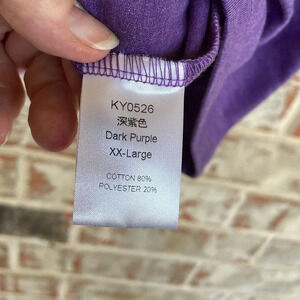 KY0526
深紫色
Dark Purple
XX-Large
COTTON 80%
POLYESTER 20%